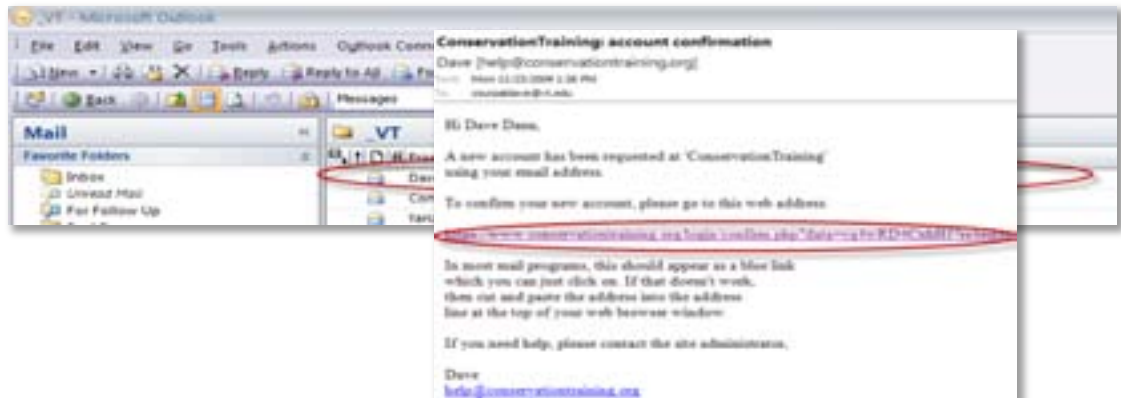 _VT - Microsoft Outlook
File Edit View Go Tools Actions Outlook
New Reply Reply to All
Back Messages
Mail
_VT
Favorite Folders
Inbox
Unread Mail
For Follow Up
ConservationTraining: account confirmation
Dave [help@conservationtraining.org]
Hi Dave Dana,
A new account has been requested at 'ConservationTraining'
using your email address.
To confirm your new account, please go to this web address:
In most mail programs, this should appear as a blue link
which you can just click on. If that doesn't work,
then cut and paste the address into the address
line at the top of your web browser window.
If you need help, please contact the site administrator,
Dave
help@conservationtraining.org